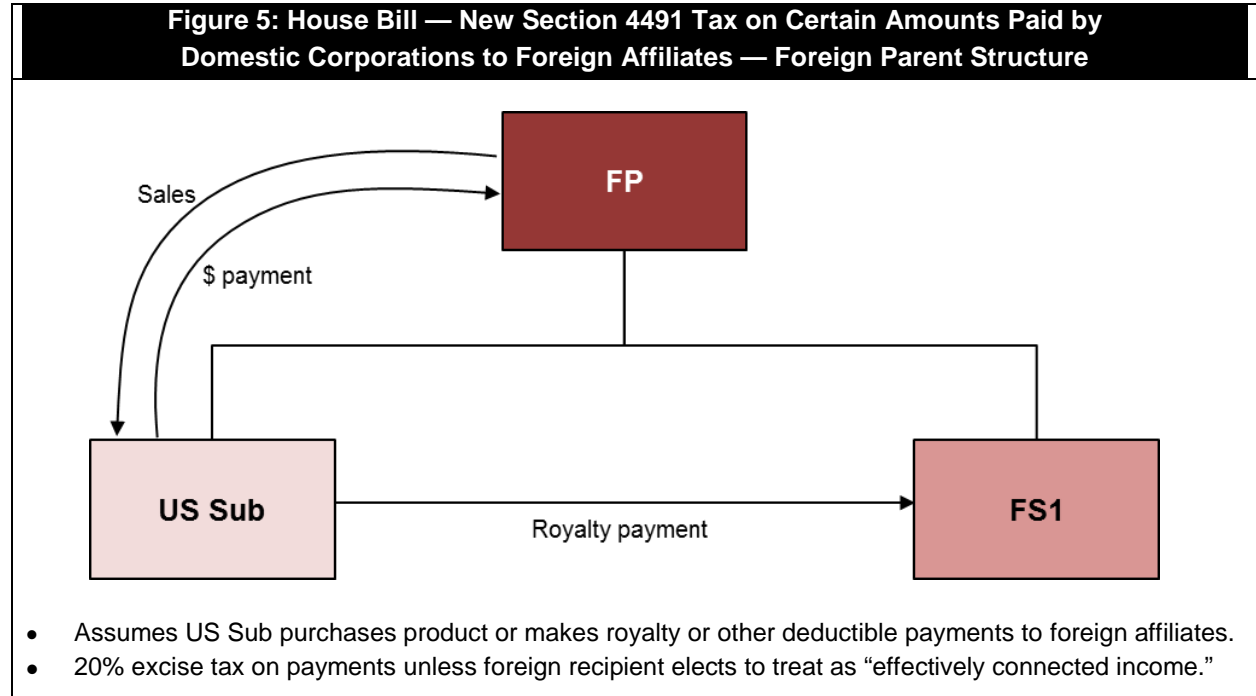 Figure 5: House Bill — New Section 4491 Tax on Certain Amounts Paid by
Domestic Corporations to Foreign Affiliates — Foreign Parent Structure
FP
Sales
$ payment
US Sub
Royalty payment
FS1
• Assumes US Sub purchases product or makes royalty or other deductible payments to foreign affiliates.
• 20% excise tax on payments unless foreign recipient elects to treat as “effectively connected income.”